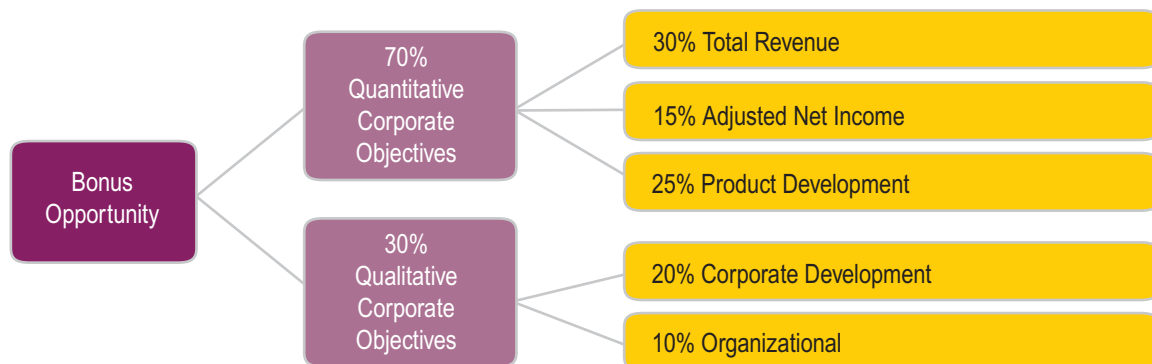 Bonus
Opportunity
70%
Quantitative
Corporate
Objectives
30% Total Revenue
15% Adjusted Net Income
25% Product Development
30%
Qualitative
Corporate
Objectives
20% Corporate Development
10% Organizational